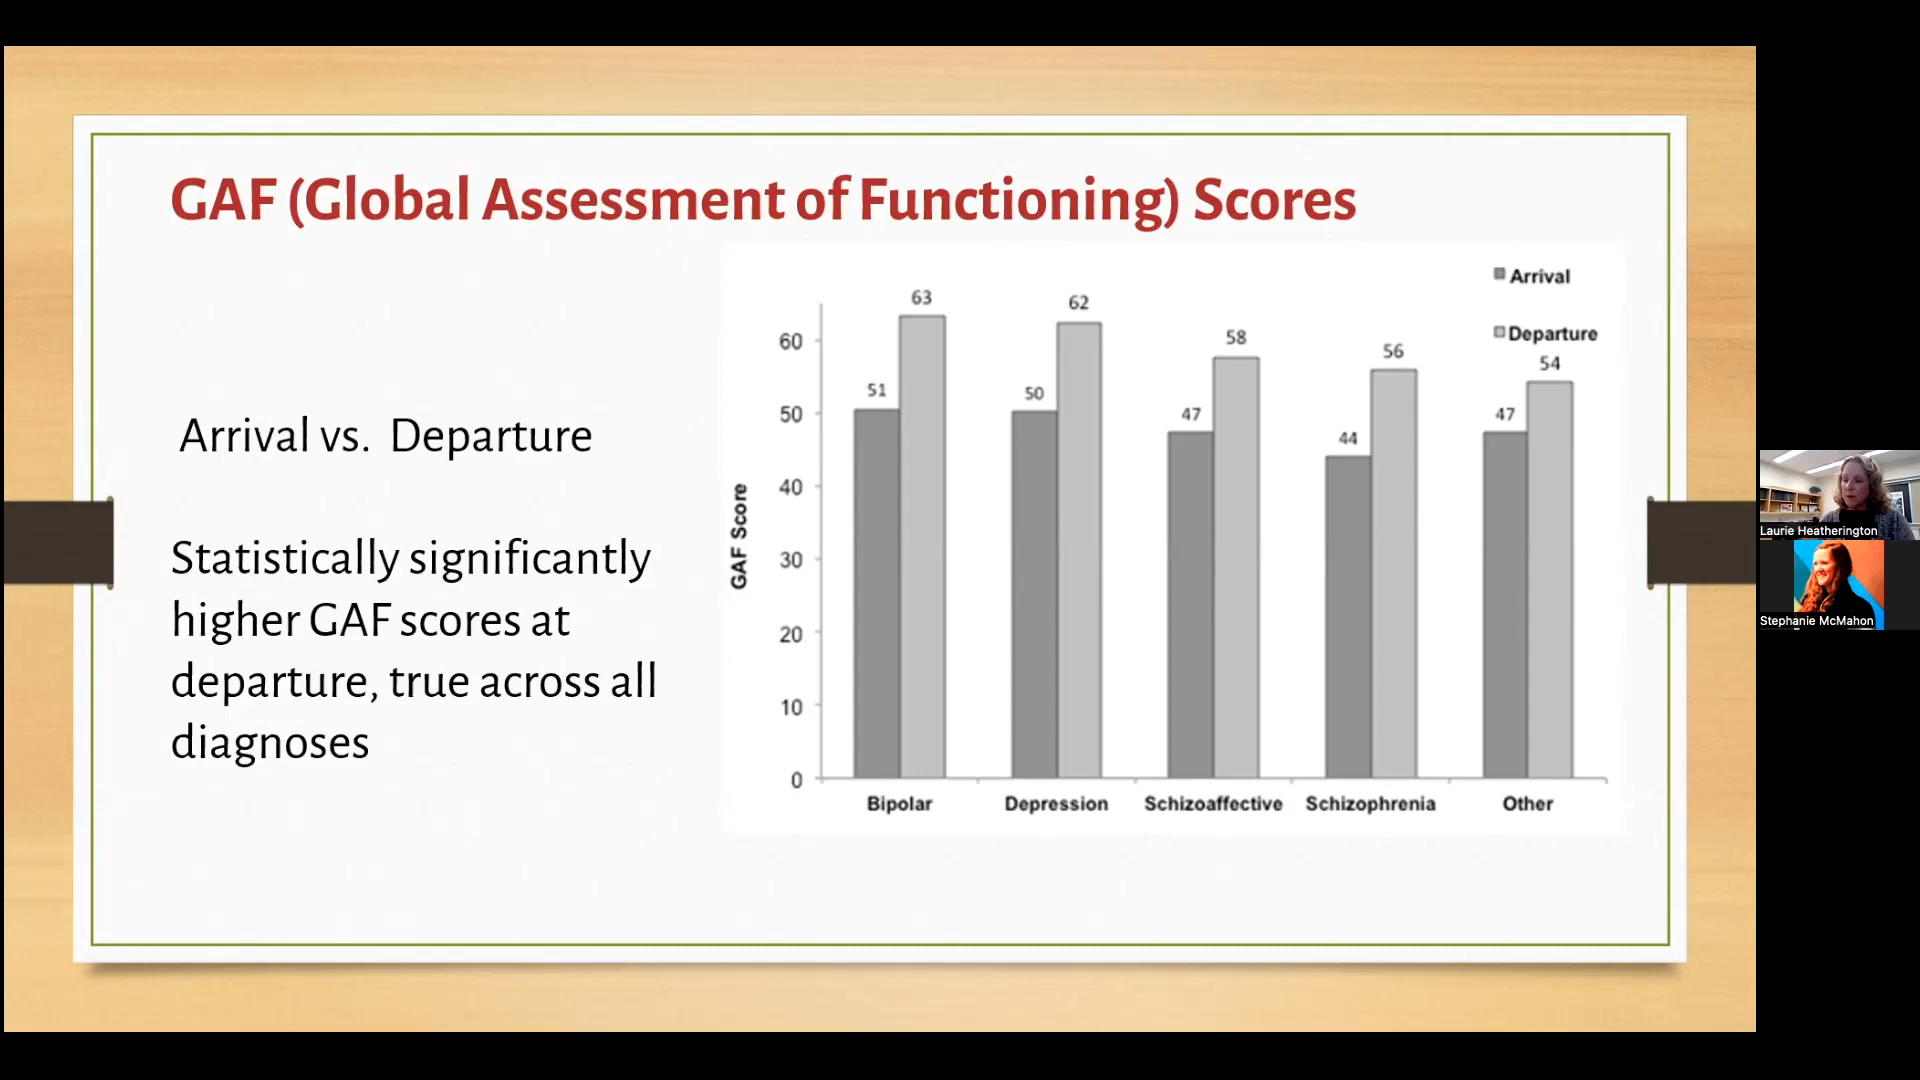 GAF (Global Assessment of Functioning) Scores
Arrival vs.  Departure
Statistically significantly
higher GAF scores at
departure, true across all
diagnoses
Arrival
Departure
GAF Score
60
50
40
30
20
10
0
51
63
50
62
47
58
44
56
47
54
Bipolar
Depression
Schizoaffective
Schizophrenia
Other
Laurie Heatherington
Stephanie McMahon